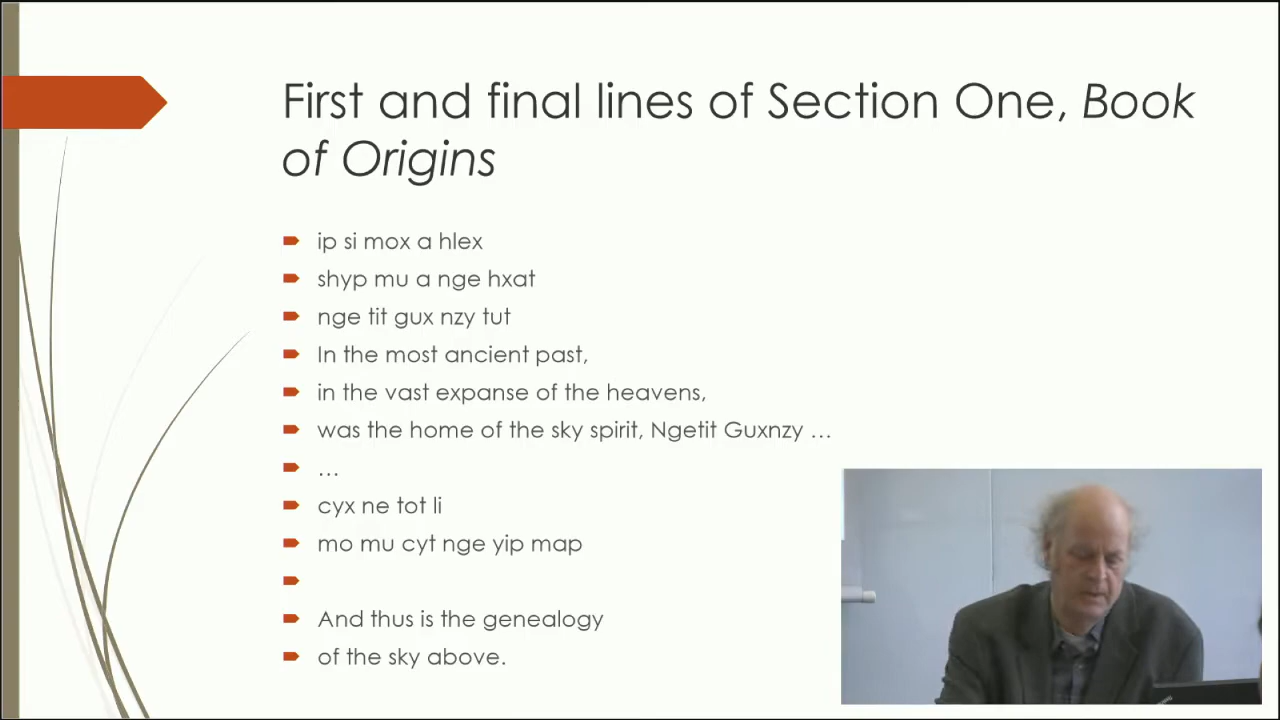 First and final lines of Section One, Book
of Origins
ip si mox a hlex
shyp mu a nge hxat
nge tit gux nzy tut
In the most ancient past,
in the vast expanse of the heavens,
was the home of the sky spirit, Ngetit Guxnzy …
…
cyx ne tot li
mo mu cyt nge yip map
And thus is the genealogy
of the sky above.